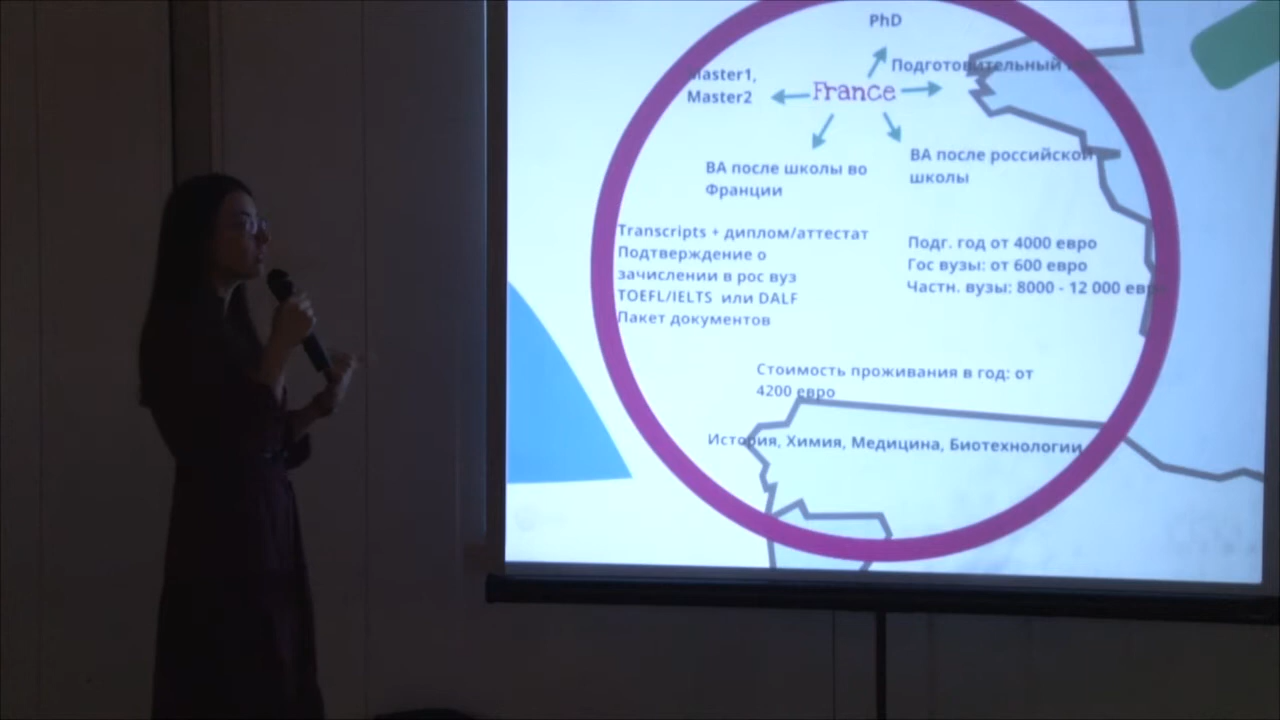 PhD
Подготовительный
Master1,
Master2
France
ВА после школы во
Франции
ВА после российской
школы
Transcripts + диплом/аттестат
Подтверждение о
зачислении в рос вуз
TOEFL/IELTS или DALF
Пакет документов
Подг. год от 4000 евро
Гос вузы: от 600 евро
Частн. вузы: 8000 - 12 000 евро
Стоимость проживания в год: от
4200 евро
История, Химия, Медицина, Биотехнологии